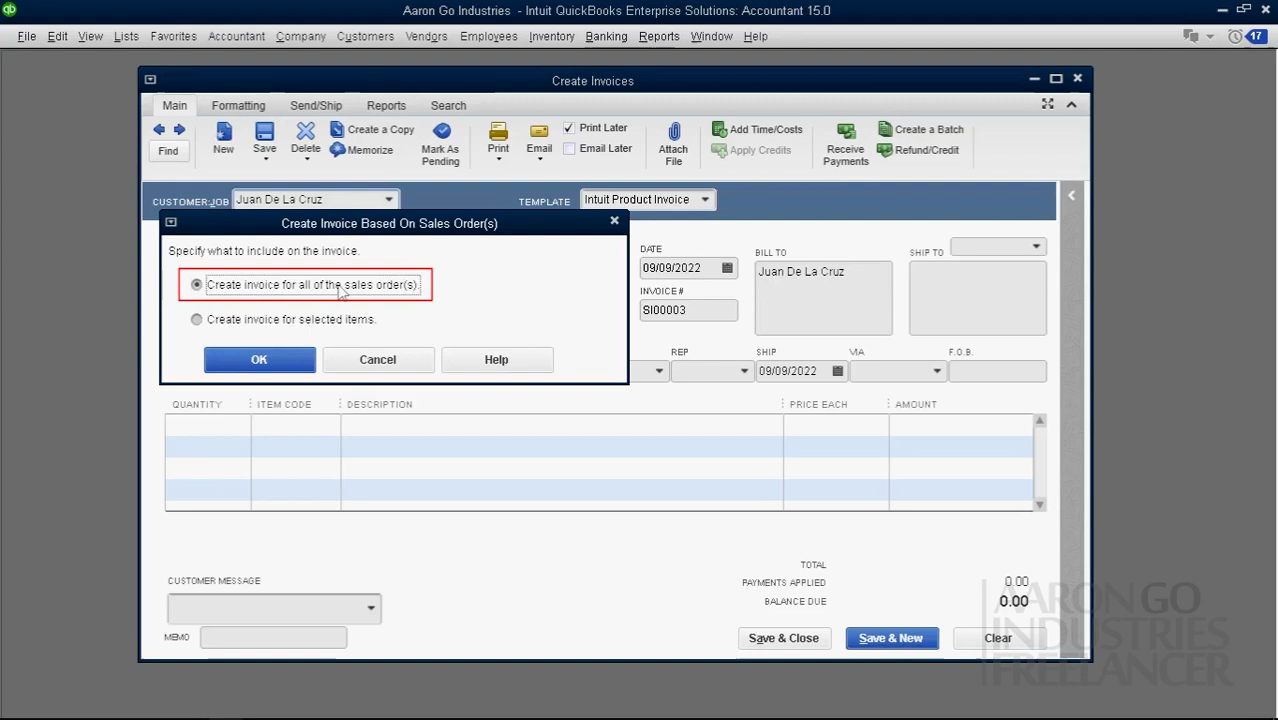 Aaron Go Industries - Intuit QuickBooks Enterprise Solutions: Accountant 15.0
File Edit View Lists Favorites Accountant Company Customers Vendors Employees Inventory Banking Reports Window Help
17
Create Invoices
Main Formatting Send/Ship Reports Search
Find
New
Save
Delete
Create a Copy
Memorize
Mark As
Pending
Print
Email
Print Later
Email Later
Attach
File
Add Time/Costs
Apply Credits
Receive
Payments
Create a Batch
Refund/Credit
CUSTOMER:JOB Juan De La Cruz TEMPLATE Intuit Product Invoice
Create Invoice Based On Sales Order(s)
Specify what to include on the invoice.
Create invoice for all of the sales order(s).
Create invoice for selected items.
OK Cancel Help
DATE
09/09/2022
INVOICE #
SI00003
BILL TO
Juan De La Cruz
SHIP TO
REP SHIP VIA F.O.B.
09/09/2022
QUANTITY ITEM CODE DESCRIPTION PRICE EACH AMOUNT
TOTAL
PAYMENTS APPLIED 0.00
BALANCE DUE 0.00
CUSTOMER MESSAGE
MEMO
Save & Close Save & New Clear
AARON GO
INDUSTRIES
FREELANCER